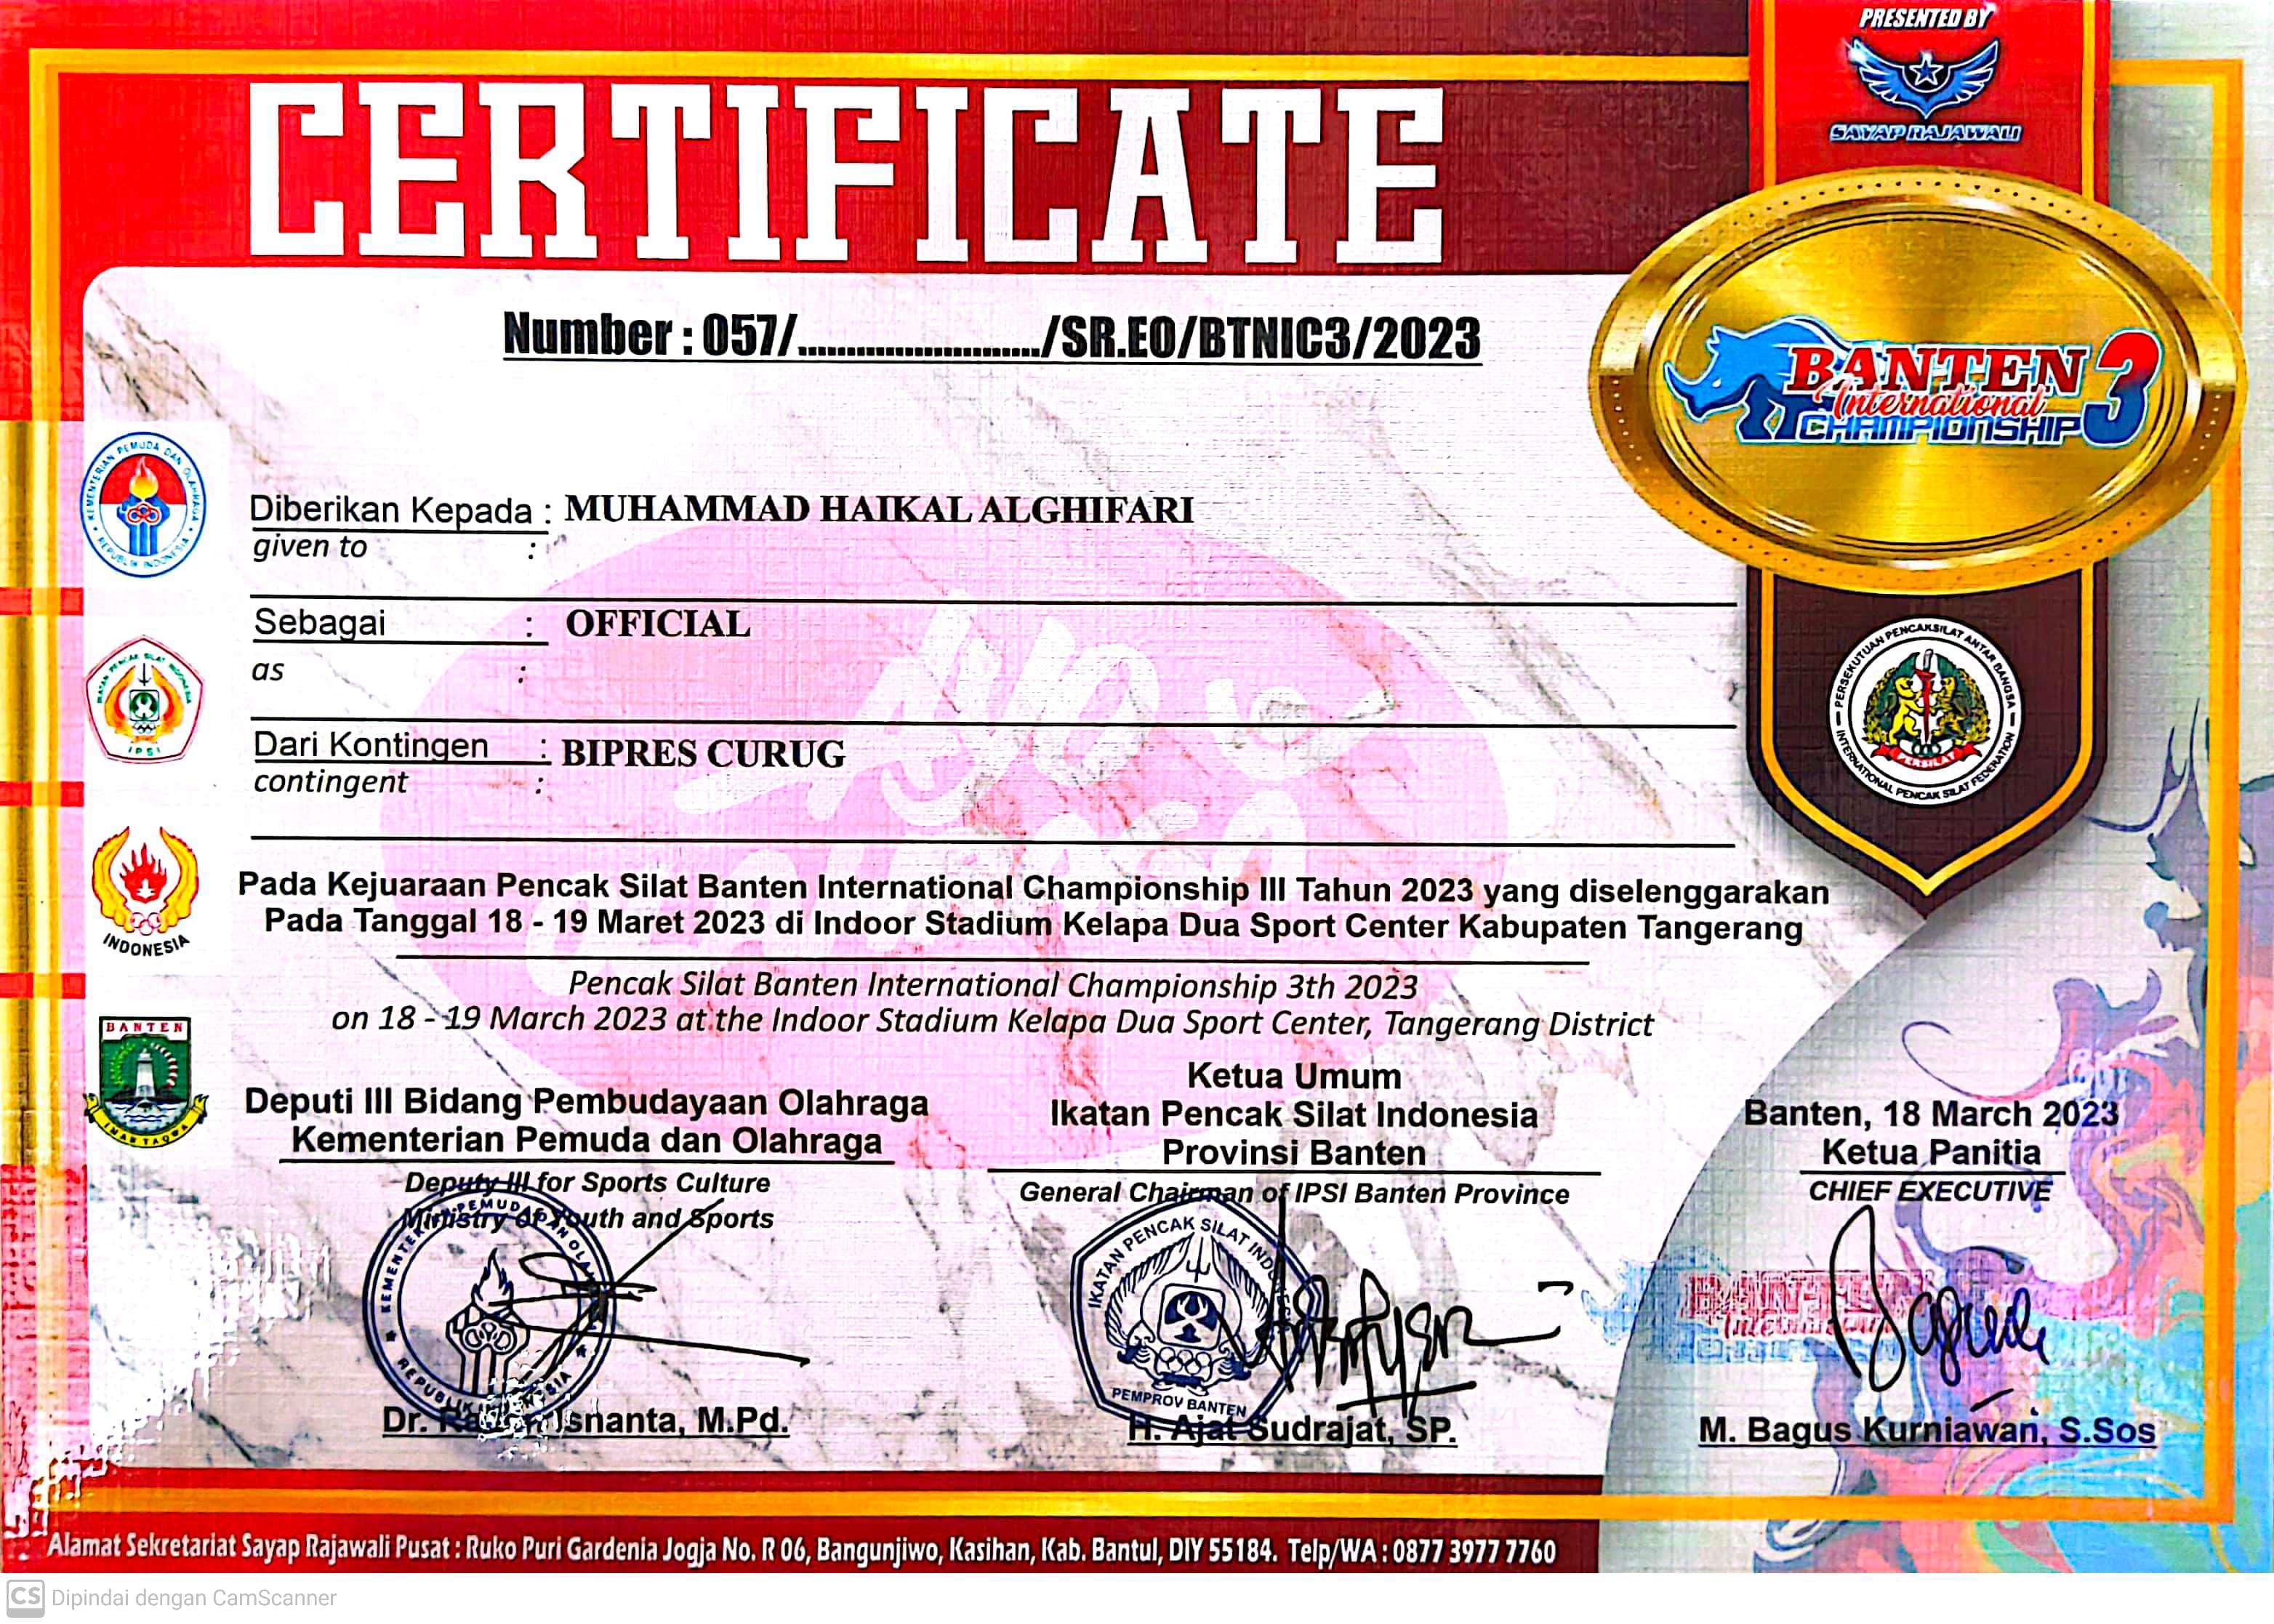 PRESENTED BY
SAYAP RAJAWALI
CERTIFICATE
Number : 057/........................./SR.EO/BTNIC3/2023
BANTEN 3
International
CHAMPIONSHIP
KEMENTERIAN PEMUDA DAN OLAHRAGA
REPUBLIK INDONESIA
Diberikan Kepada : MUHAMMAD HAIKAL ALGHIFARI
given to :
Sebagai : OFFICIAL
as :
IKATAN PENCAK SILAT INDONESIA
IPSI
PERSEKUTUAN PENCAKSILAT ANTAR BANGSA
PERSILAT
INTERNATIONAL PENCAK SILAT FEDERATION
Dari Kontingen : BIPRES CURUG
contingent :
INDONESIA
Pada Kejuaraan Pencak Silat Banten International Championship III Tahun 2023 yang diselenggarakan
Pada Tanggal 18 - 19 Maret 2023 di Indoor Stadium Kelapa Dua Sport Center Kabupaten Tangerang
Pencak Silat Banten International Championship 3th 2023
on 18 - 19 March 2023 at the Indoor Stadium Kelapa Dua Sport Center, Tangerang District
BANTEN
IMAN TAQWA
Deputi III Bidang Pembudayaan Olahraga
Kementerian Pemuda dan Olahraga
Deputy III for Sports Culture
Ministry of Youth and Sports
KEMENTERIAN PEMUDA DAN OLAHRAGA
REPUBLIK INDONESIA
Dr. Isnanta, M.Pd.
Ketua Umum
Ikatan Pencak Silat Indonesia
Provinsi Banten
General Chairman of IPSI Banten Province
IKATAN PENCAK SILAT INDONESIA
PEMPROV BANTEN
H. Ajat Sudrajat, SP.
Banten, 18 March 2023
Ketua Panitia
CHIEF EXECUTIVE
BANTEN
International
M. Bagus Kurniawan, S.Sos
Alamat Sekretariat Sayap Rajawali Pusat : Ruko Puri Gardenia Jogja No. R 06, Bangunjiwo, Kasihan, Kab. Bantul, DIY 55184. Telp/WA : 0877 3977 7760
CS Dipindai dengan CamScanner